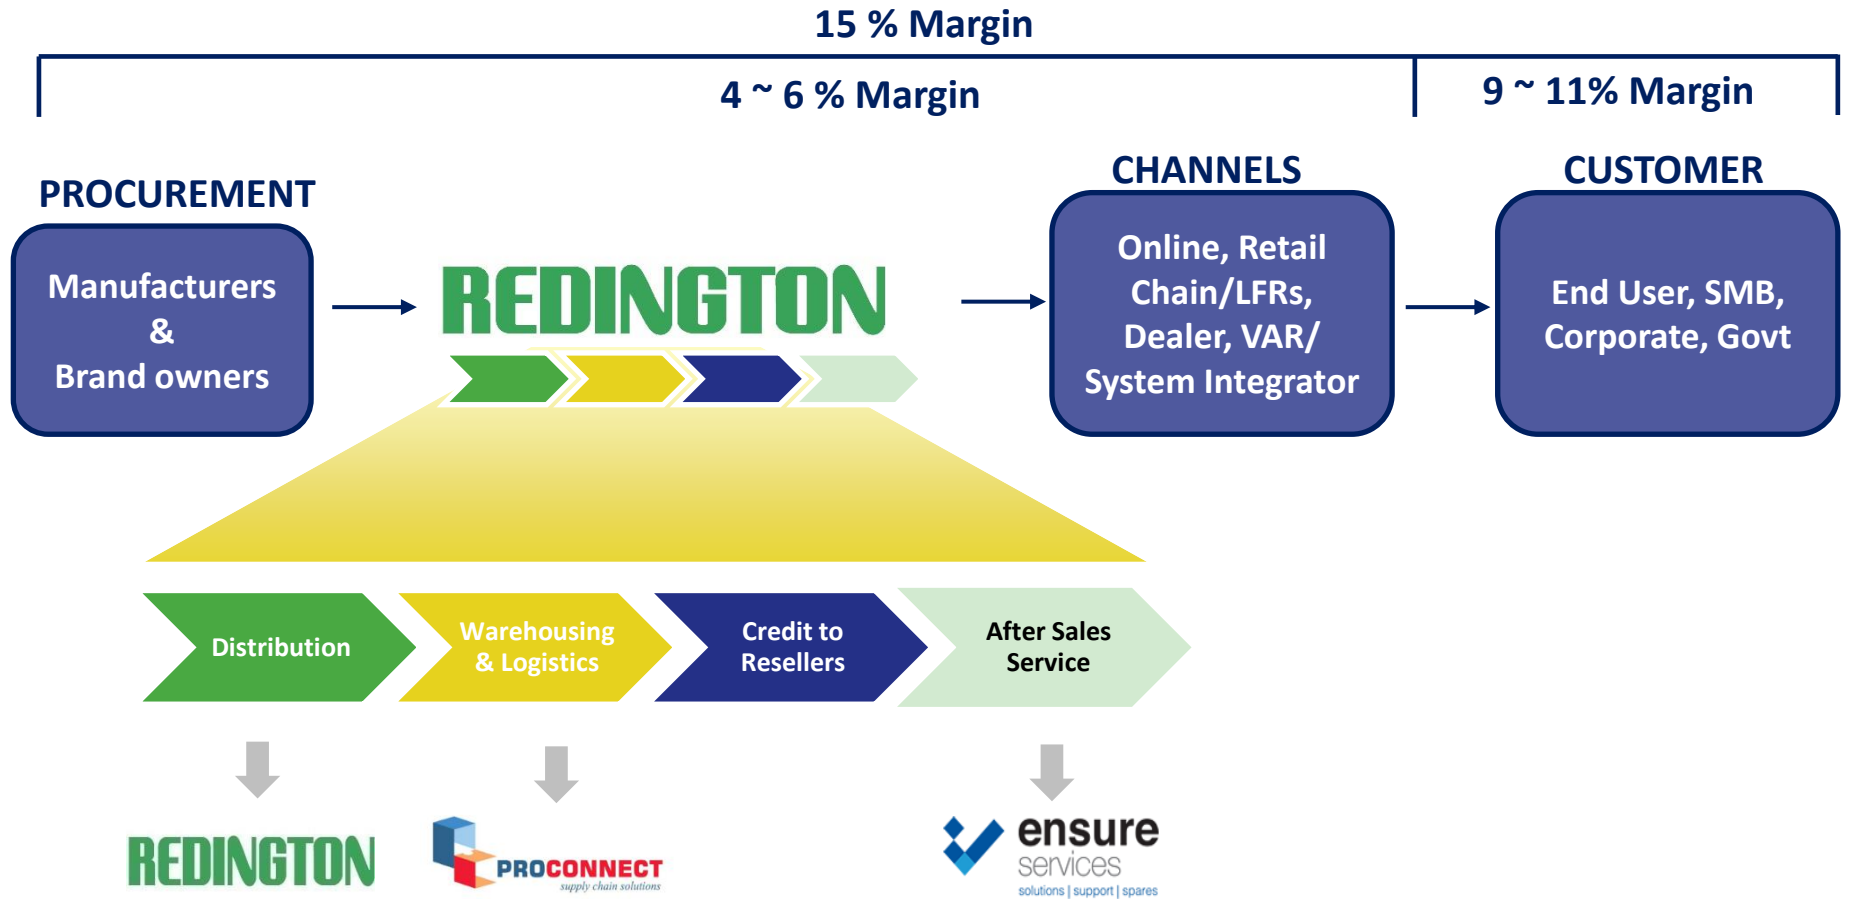 15 % Margin
4 ~ 6 % Margin
9 ~ 11% Margin
PROCUREMENT
CHANNELS
CUSTOMER
Manufacturers
&
Brand owners
REDINGTON
Online, Retail
Chain/LFRs,
Dealer, VAR/
System Integrator
End User, SMB,
Corporate, Govt
Distribution
Warehousing
& Logistics
Credit to
Resellers
After Sales
Service
REDINGTON
PROCONNECT
supply chain solutions
ensure
services
solutions | support | spares